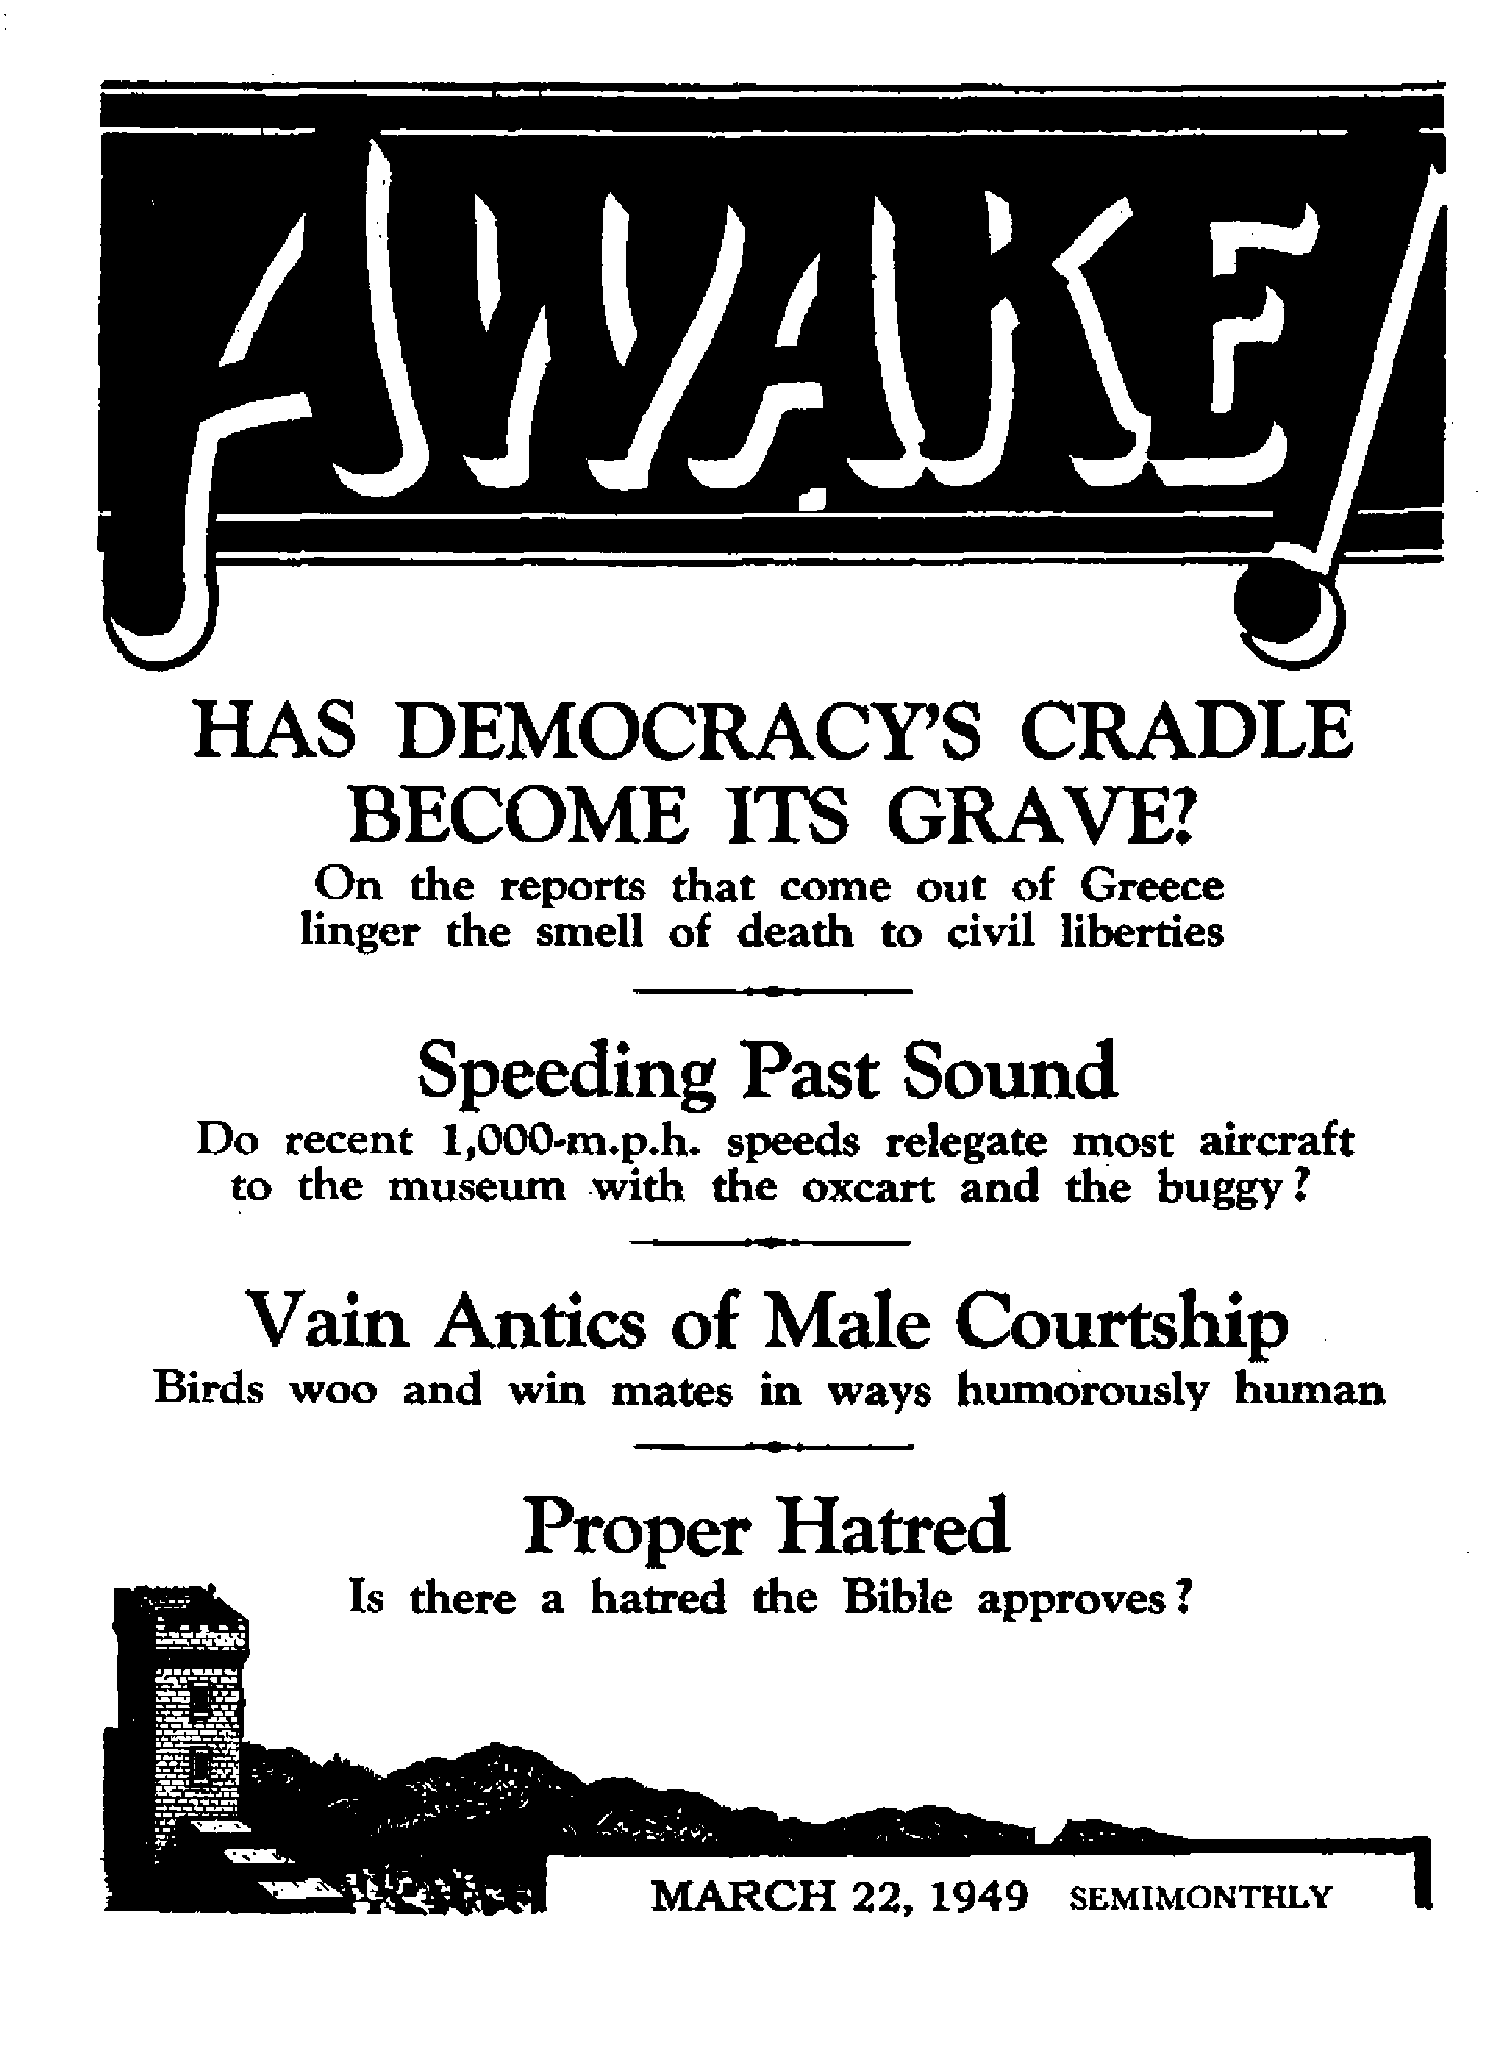 AWAKE!
HAS DEMOCRACY'S CRADLE
BECOME ITS GRAVE?
On the reports that come out of Greece
linger the smell of death to civil liberties
Speeding Past Sound
Do recent 1,000-m.p.h. speeds relegate most aircraft
to the museum with the oxcart and the buggy?
Vain Antics of Male Courtship
Birds woo and win mates in ways humorously human
Proper Hatred
Is there a hatred the Bible approves?
MARCH 22, 1949 SEMIMONTHLY